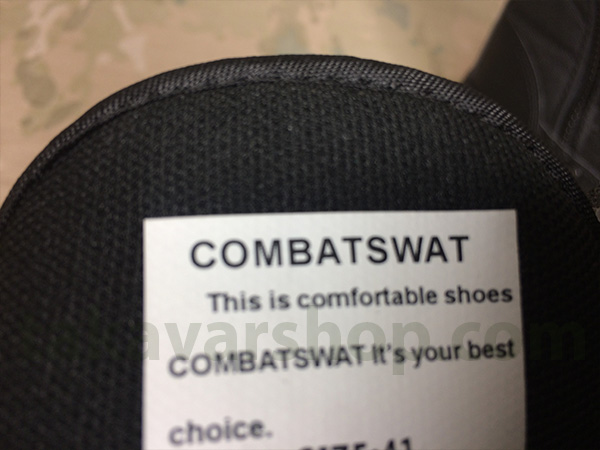 COMBATSWAT
This is comfortable shoes
COMBATSWAT It's your best
choice.